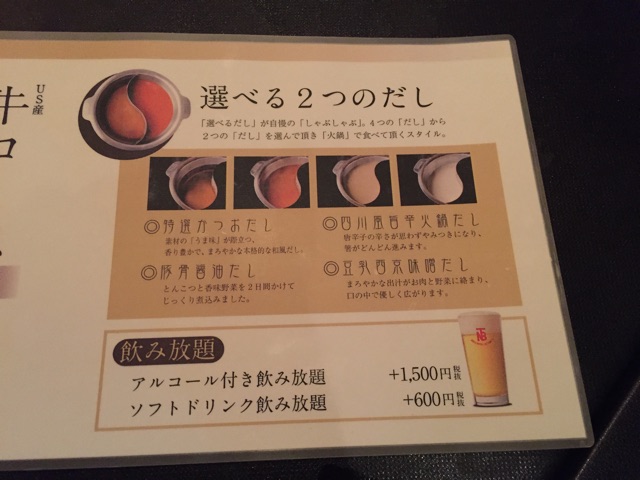 US産
牛
ロ
選べる2つのだし
「選べるだし」が自慢の「しゃぶしゃぶ」。4つの「だし」から
2つの「だし」を選んで頂き「火鍋」で食べて頂くスタイル。
◎特選かつおだし
素材の「うま味」が際立つ、
香り豊かで、まろやかな本格的な和風だし。
◎四川風旨辛火鍋だし
唐辛子の辛さが思わずやみつきになり、
箸がどんどん進みます。
◎豚骨醤油だし
とんこつと香味野菜を2日間かけて
じっくり煮込みました。
◎豆乳西京味噌だし
まろやかな出汁がお肉と野菜に絡まり、
口の中で優しく広がります。
飲み放題
アルコール付き飲み放題 +1,500円税抜
ソフトドリンク飲み放題 +600円税抜